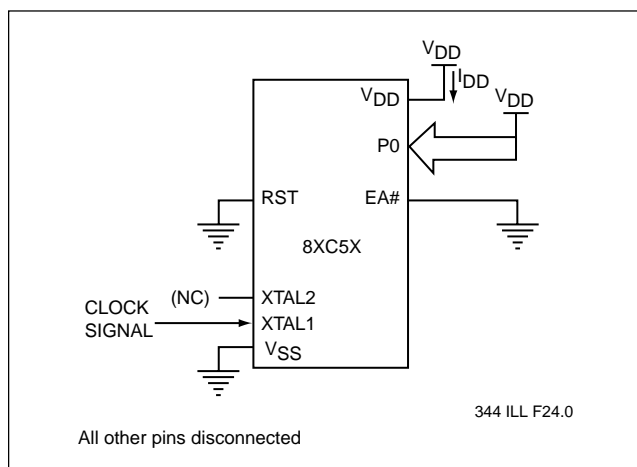 VDD
IDD
VDD
VDD
P0
RST
EA#
8XC5X
(NC)
XTAL2
CLOCK
SIGNAL
XTAL1
VSS
344 ILL F24.0
All other pins disconnected